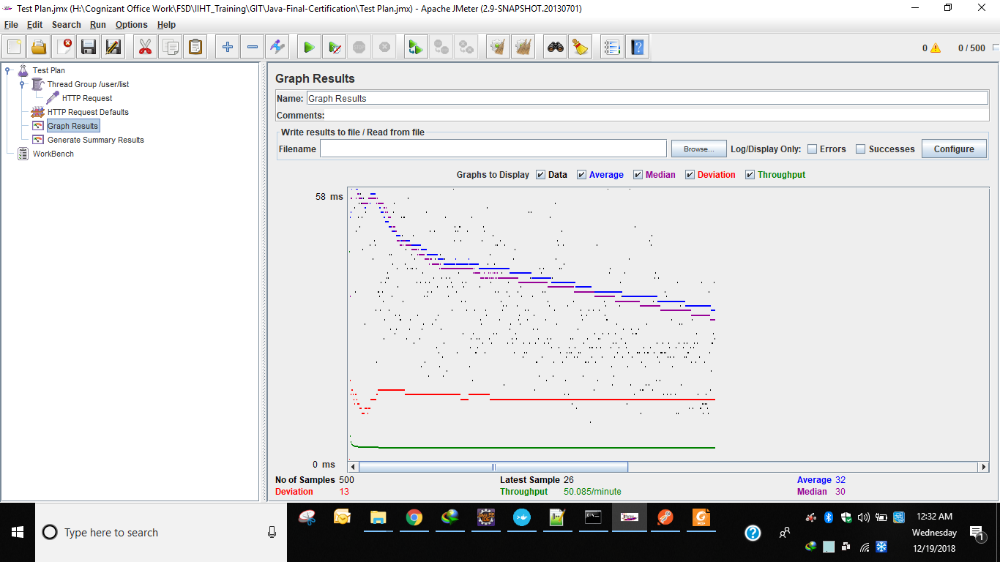 Test Plan.jmx (H:\Cognizant Office Work\FSD\IIHT_Training\GIT\Java-Final-Certification\Test Plan.jmx) - Apache JMeter (2.9-SNAPSHOT.20130701)
File Edit Search Run Options Help
0 0 / 500
Test Plan
Thread Group /user/list
HTTP Request
HTTP Request Defaults
Graph Results
Generate Summary Results
WorkBench
Graph Results
Name: Graph Results
Comments:
Write results to file / Read from file
Filename Browse... Log/Display Only: Errors Successes Configure
Graphs to Display Data Average Median Deviation Throughput
58 ms
0 ms
No of Samples 500 Latest Sample 26 Average 32
Deviation 13 Throughput 50.085/minute Median 30
Type here to search
12:32 AM
Wednesday
12/19/2018
1